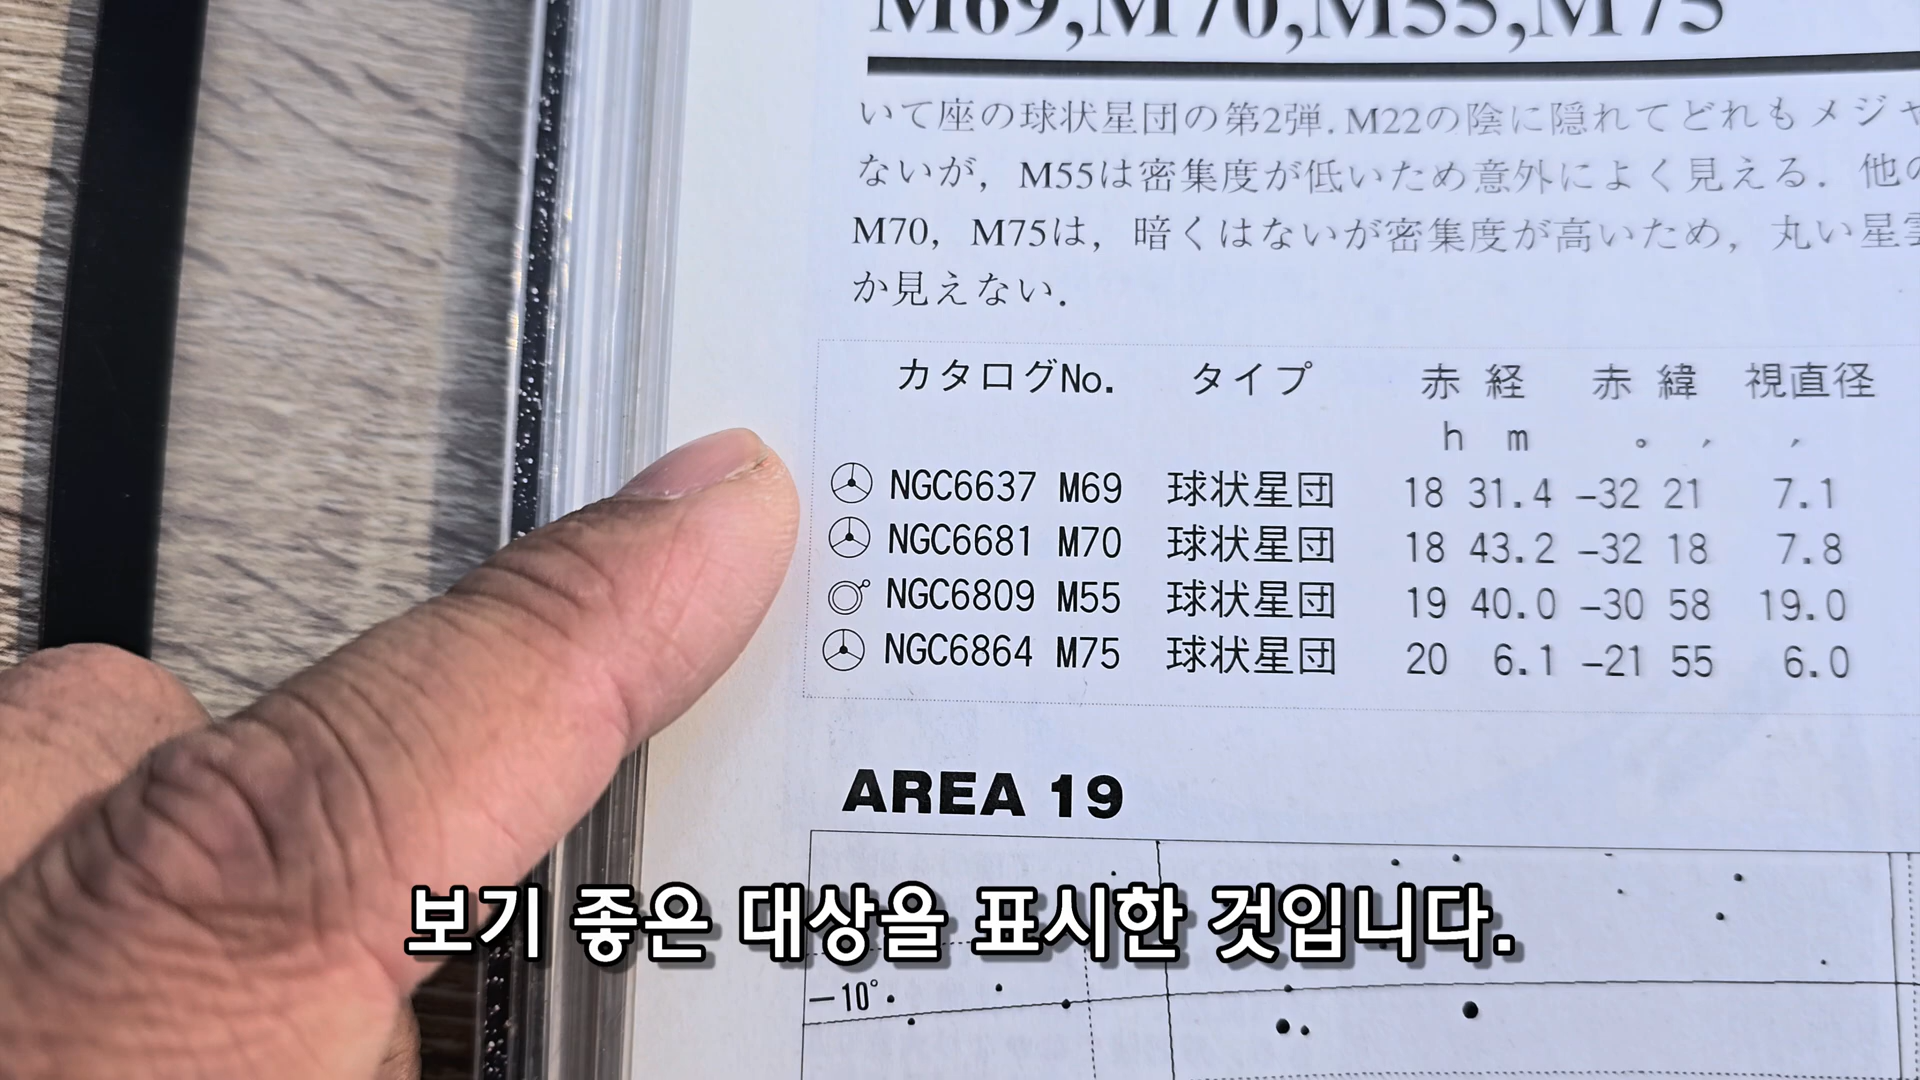 M69,M70,M55,M75
いて座の球状星団の第2弾.M22の陰に隠れてどれもメジャ
ないが，M55は密集度が低いため意外によく見える．他の
M70，M75は，暗くはないが密集度が高いため，丸い星雲
か見えない．
カタログNo. タイプ 赤経 赤緯 視直径
h m ° ′ ′
NGC6637 M69 球状星団 18 31.4 −32 21 7.1
NGC6681 M70 球状星団 18 43.2 −32 18 7.8
NGC6809 M55 球状星団 19 40.0 −30 58 19.0
NGC6864 M75 球状星団 20 6.1 −21 55 6.0
AREA 19
보기 좋은 대상을 표시한 것입니다.
−10°